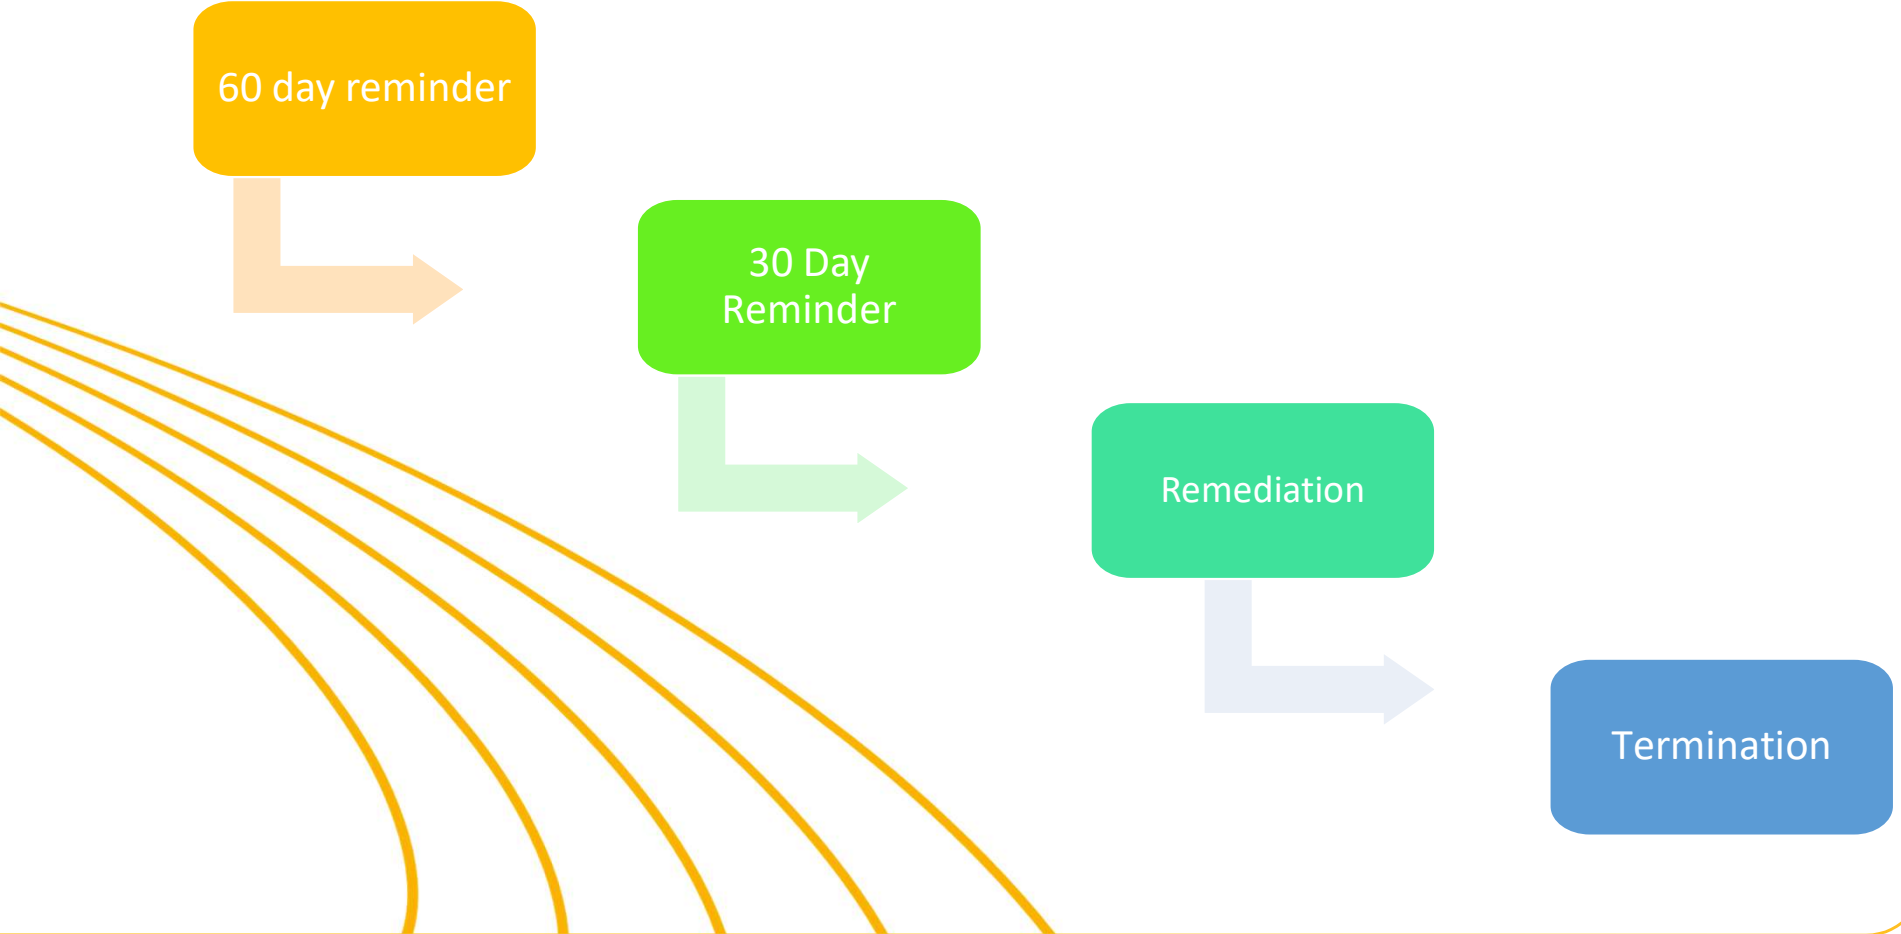 60 day reminder
30 Day
Reminder
Remediation
Termination